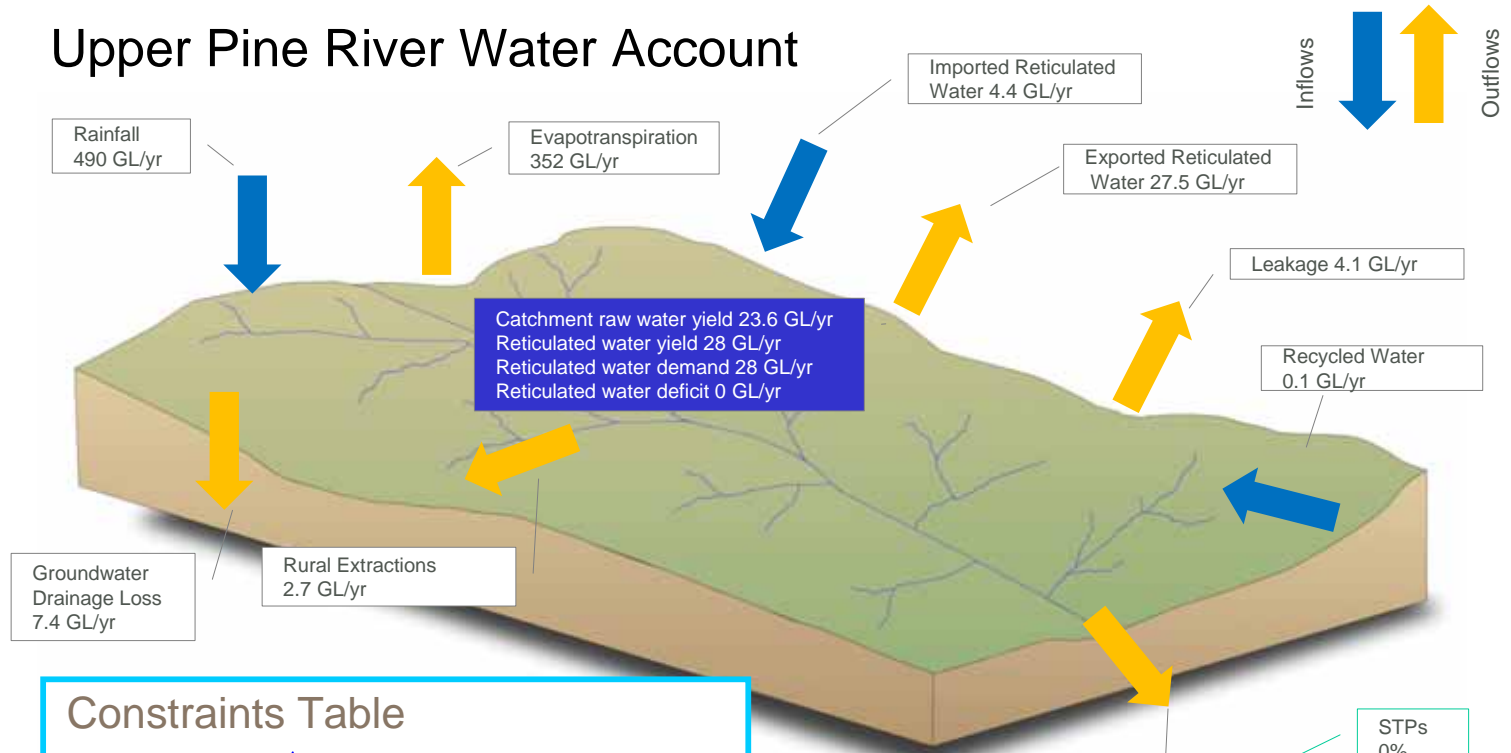 Upper Pine River Water Account
Inflows
Outflows
Imported Reticulated
Water 4.4 GL/yr
Rainfall
490 GL/yr
Evapotranspiration
352 GL/yr
Exported Reticulated
Water 27.5 GL/yr
Leakage 4.1 GL/yr
Catchment raw water yield 23.6 GL/yr
Reticulated water yield 28 GL/yr
Reticulated water demand 28 GL/yr
Reticulated water deficit 0 GL/yr
Recycled Water
0.1 GL/yr
Groundwater
Drainage Loss
7.4 GL/yr
Rural Extractions
2.7 GL/yr
Constraints Table
STPs
0%